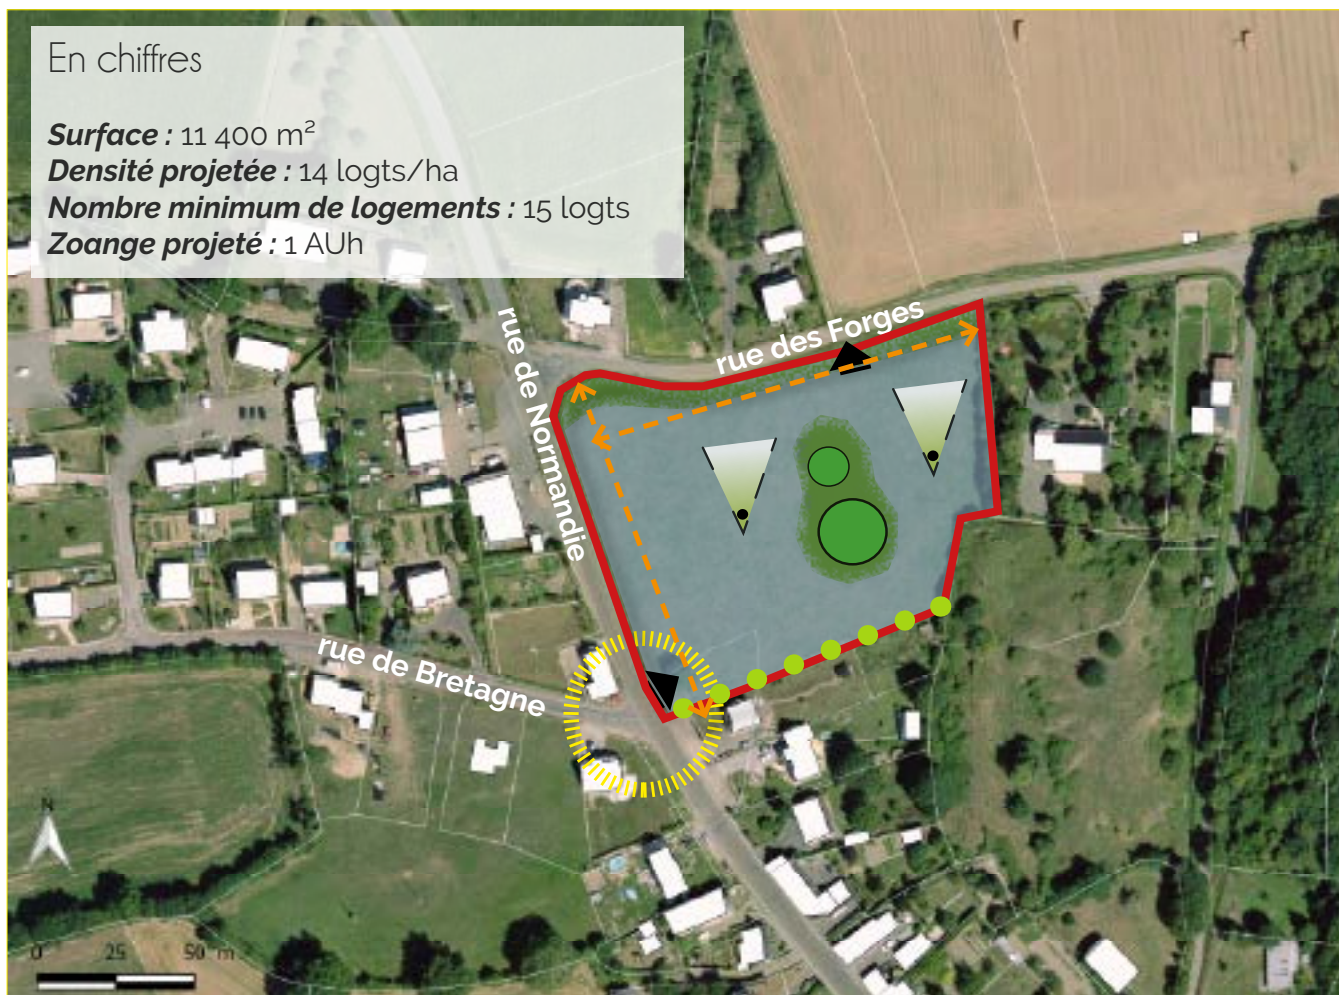 En chiffres
Surface : 11 400 m²
Densité projetée : 14 logts/ha
Nombre minimum de logements : 15 logts
Zoange projeté : 1 AUh
rue des Forges
rue de Normandie
rue de Bretagne
N
0 25 50 m